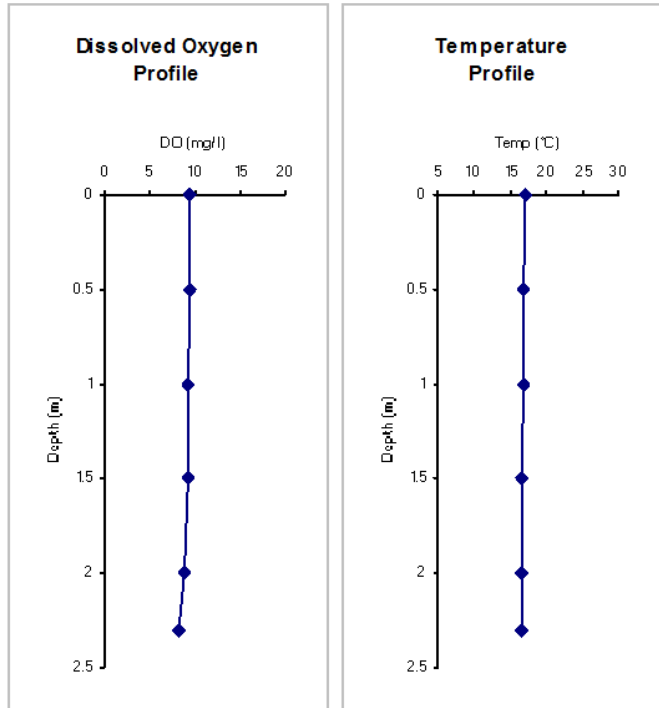 Dissolved Oxygen
Profile
DO (mg/l)
0 5 10 15 20
0
0.5
1
1.5
2
2.5
Depth (m)
Temperature
Profile
Temp (°C)
5 10 15 20 25 30
0
0.5
1
1.5
2
2.5
Depth (m)